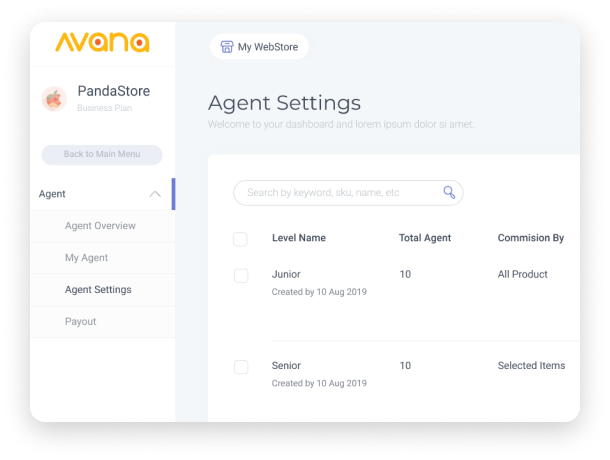 Avana
My WebStore
PandaStore
Business Plan
Back to Main Menu
Agent
Agent Overview
My Agent
Agent Settings
Payout
Agent Settings
Welcome to your dashboard and lorem ipsum dolor si amet.
Search by keyword, sku, name, etc
Level Name Total Agent Commision By
Junior 10 All Product
Created by 10 Aug 2019
Senior 10 Selected Items
Created by 10 Aug 2019